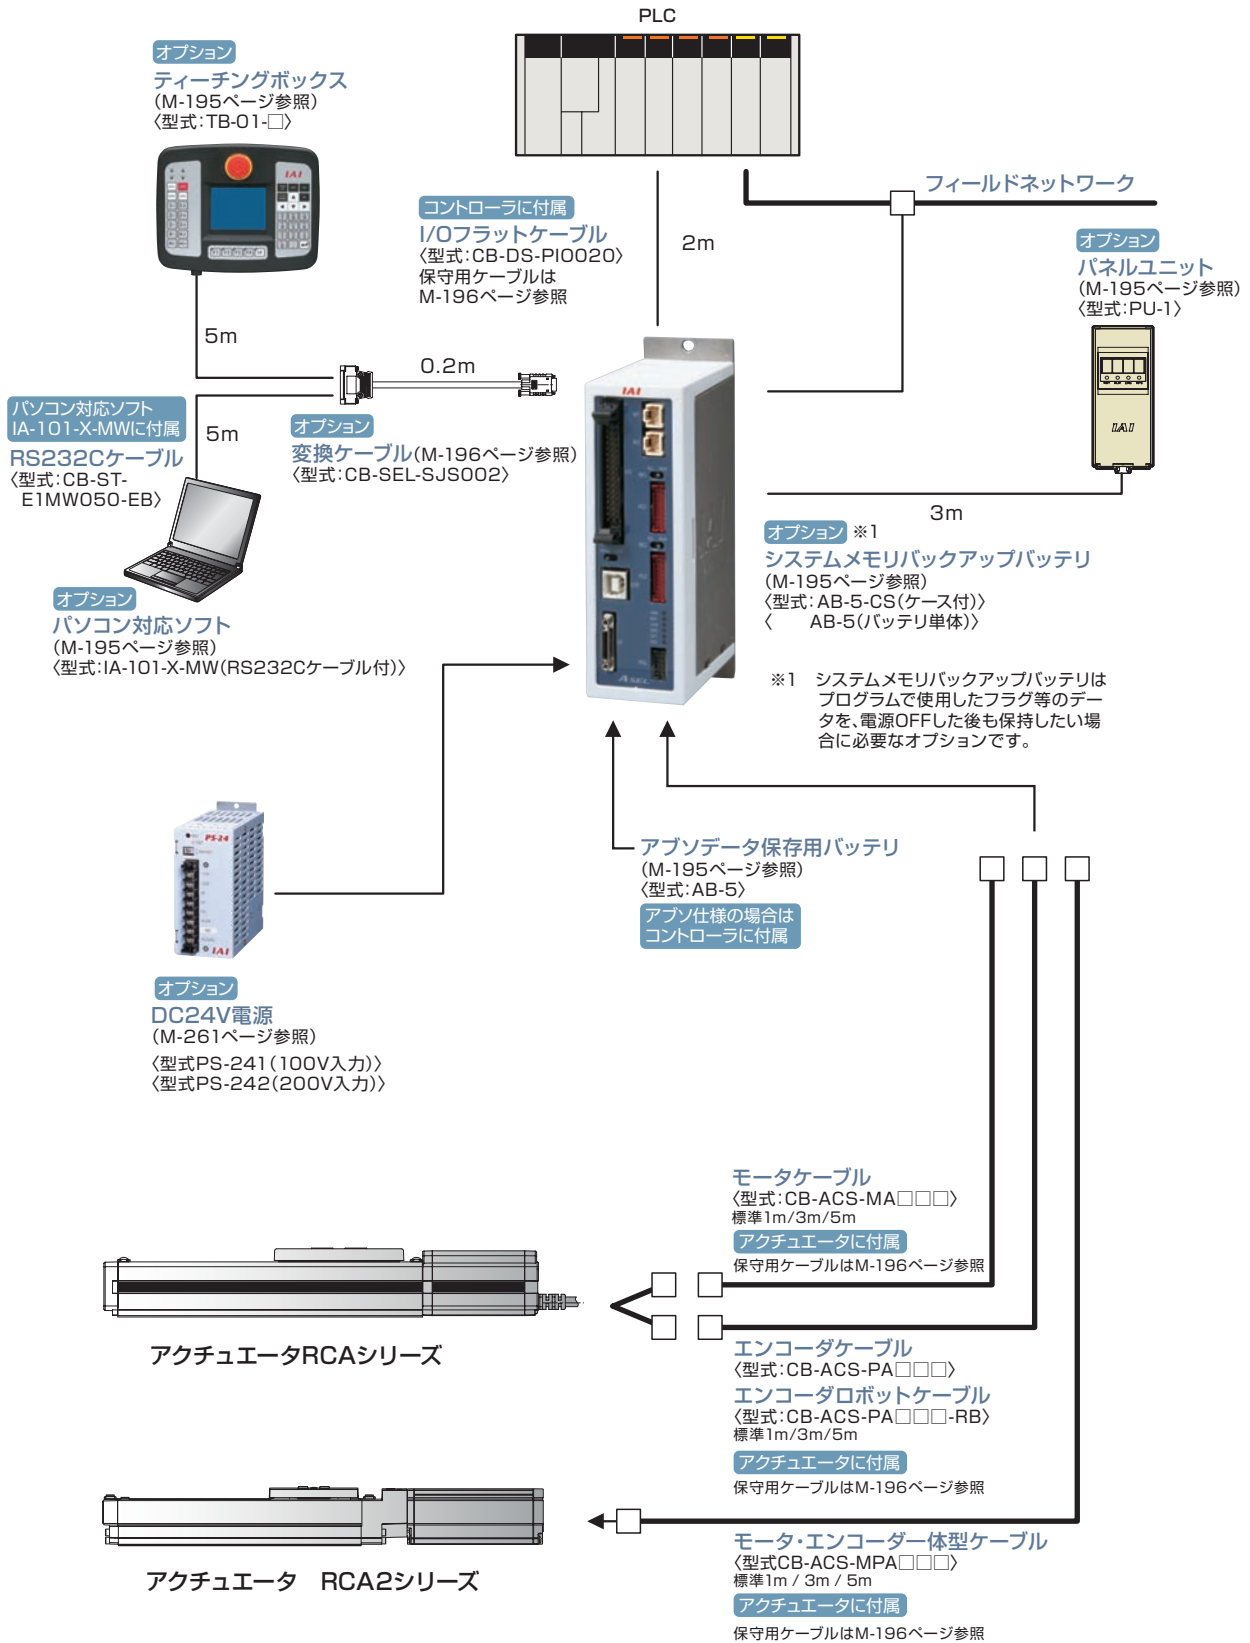 PLC
オプション
ティーチングボックス
(M-195ページ参照)
〈型式:TB-01-□〉
IAI
フィールドネットワーク
コントローラに付属
I/Oフラットケーブル
〈型式:CB-DS-PIO020〉
保守用ケーブルは
M-196ページ参照
2m
オプション
パネルユニット
(M-195ページ参照)
〈型式:PU-1〉
IAI
5m
0.2m
IAI
パソコン対応ソフト
IA-101-X-MWに付属
5m
RS232Cケーブル
〈型式:CB-ST-
E1MW050-EB〉
オプション
変換ケーブル(M-196ページ参照)
〈型式:CB-SEL-SJS002〉
3m
オプション ※1
システムメモリバックアップバッテリ
(M-195ページ参照)
〈型式:AB-5-CS(ケース付)〉
〈 AB-5(バッテリ単体)〉
オプション
パソコン対応ソフト
(M-195ページ参照)
〈型式:IA-101-X-MW(RS232Cケーブル付)〉
ASEL
※1 システムメモリバックアップバッテリは
プログラムで使用したフラグ等のデー
タを、電源OFFした後も保持したい場
合に必要なオプションです。
PS-24
IAI
アブソデータ保存用バッテリ
(M-195ページ参照)
〈型式:AB-5〉
アブソ仕様の場合は
コントローラに付属
オプション
DC24V電源
(M-261ページ参照)
〈型式PS-241(100V入力)〉
〈型式PS-242(200V入力)〉
モータケーブル
〈型式:CB-ACS-MA□□□〉
標準1m/3m/5m
アクチュエータに付属
保守用ケーブルはM-196ページ参照
アクチュエータRCAシリーズ
エンコーダケーブル
〈型式:CB-ACS-PA□□□〉
エンコーダロボットケーブル
〈型式:CB-ACS-PA□□□-RB〉
標準1m/3m/5m
アクチュエータに付属
保守用ケーブルはM-196ページ参照
アクチュエータ RCA2シリーズ
モータ・エンコーダ一体型ケーブル
〈型式CB-ACS-MPA□□□〉
標準1m / 3m / 5m
アクチュエータに付属
保守用ケーブルはM-196ページ参照